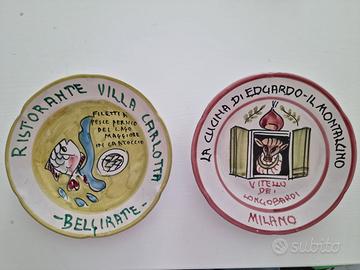 RISTORANTE VILLA CARLOTTA
FILETTI di
PESCE PERSICO
DEL LAGO
MAGGIORE
IN CARTOCCIO
-BELGIRATE-
LA CUCINA DI EDGARDO-IL MONTALCINO
VITELLO
DEI
LONGOBARDI
MILANO
subito